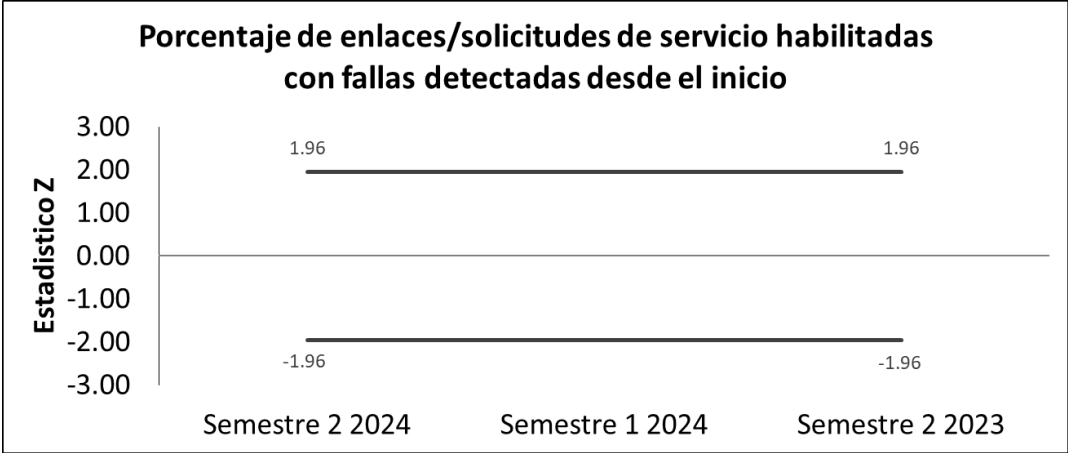 Porcentaje de enlaces/solicitudes de servicio habilitadas
con fallas detectadas desde el inicio
Estadistico Z
3.00
2.00
1.00
0.00
-1.00
-2.00
-3.00
1.96
1.96
-1.96
-1.96
Semestre 2 2024
Semestre 1 2024
Semestre 2 2023